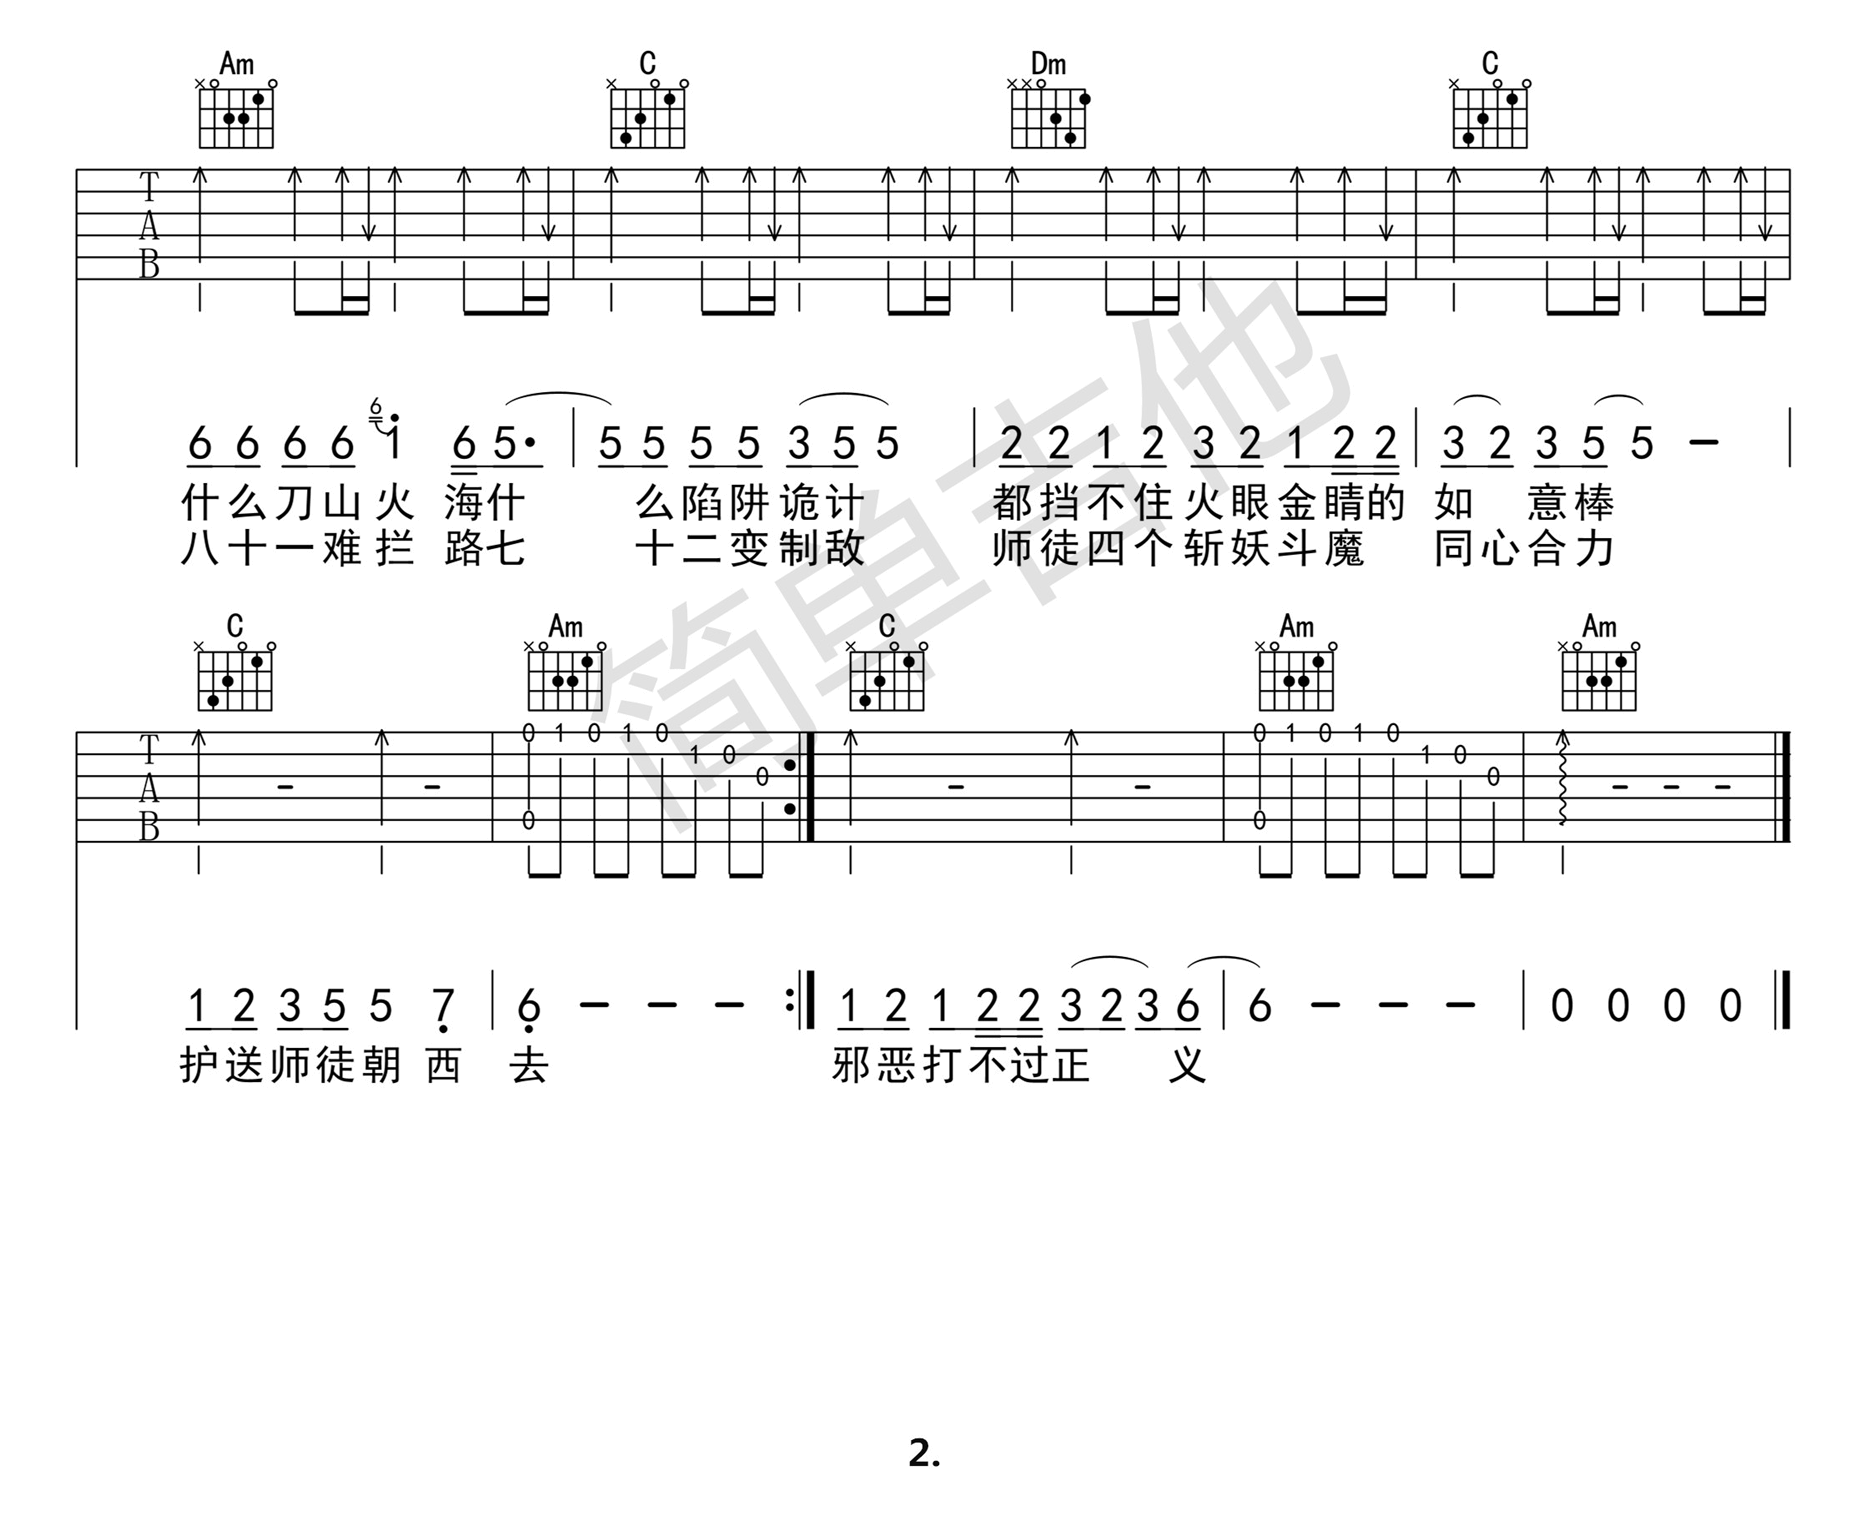 Am C Dm C
T
A
B
6
6 6 6 6 1 6 5· 5 5 5 5 3 5 5 2 2 1 2 3 2 1 2 2 3 2 3 5 5 -
什么刀山火 海什 么陷阱诡计 都挡不住火眼金睛的 如 意棒
八十一难拦 路七 十二变制敌 师徒四个斩妖斗魔 同心合力
C Am C Am Am
T
A
B
0 1 0 1 0 1 0 0 0 0 1 0 1 0 1 0 0 0
1 2 3 5 5 7 6 - - - 1 2 1 2 2 3 2 3 6 6 - - - 0 0 0 0
护送师徒朝 西 去 邪恶打不过正 义
简单吉他
2.